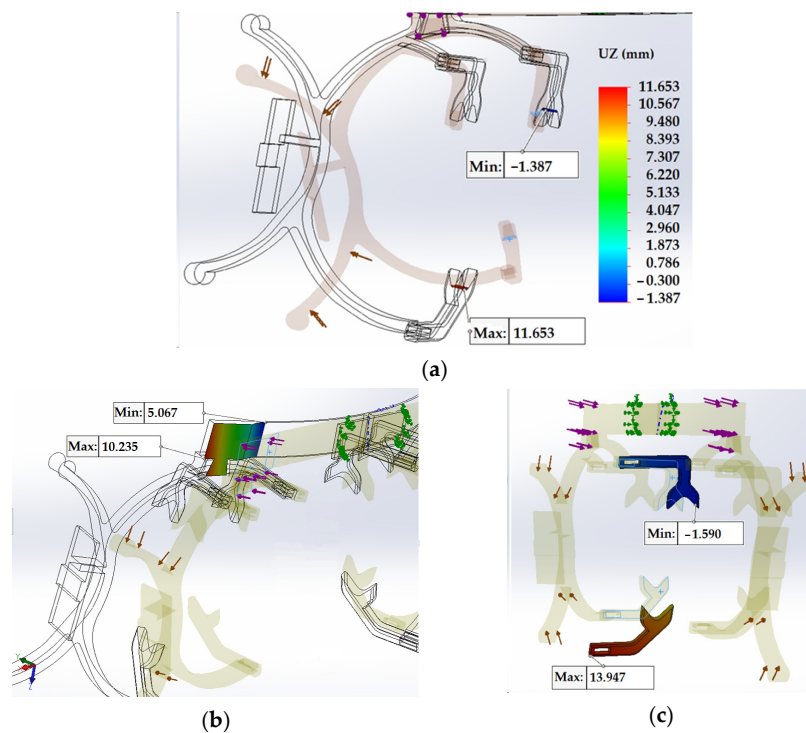 UZ (mm)
11.653
10.567
9.480
8.393
7.307
6.220
5.133
4.047
2.960
1.873
0.786
−0.300
−1.387
Min: −1.387
Max: 11.653
(a)
Min: 5.067
Max: 10.235
Y
Z
(b)
Min: −1.590
Max: 13.947
(c)